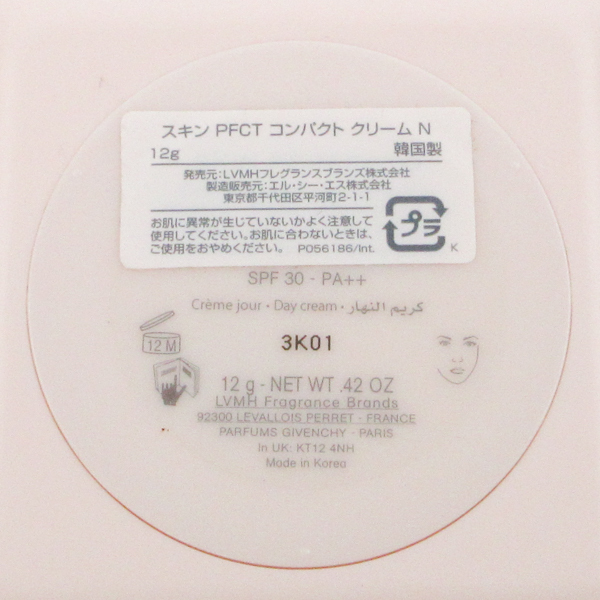 スキン PFCT コンパクト クリーム N
12g 韓国製
発売元:LVMHフレグランスブランズ株式会社
製造販売元:エル・シー・エス株式会社
東京都千代田区平河町2-1-1
お肌に異常が生じていないかよく注意して
使用してください。お肌に合わないときは、
ご使用をおやめください。 P056186/Int.
プラ
K
SPF 30 - PA++
Crème jour • Day cream • كريم النهار
3K01
12 M
12 g - NET WT .42 OZ
LVMH Fragrance Brands
92300 LEVALLOIS PERRET - FRANCE
PARFUMS GIVENCHY - PARIS
In UK: KT12 4NH
Made in Korea